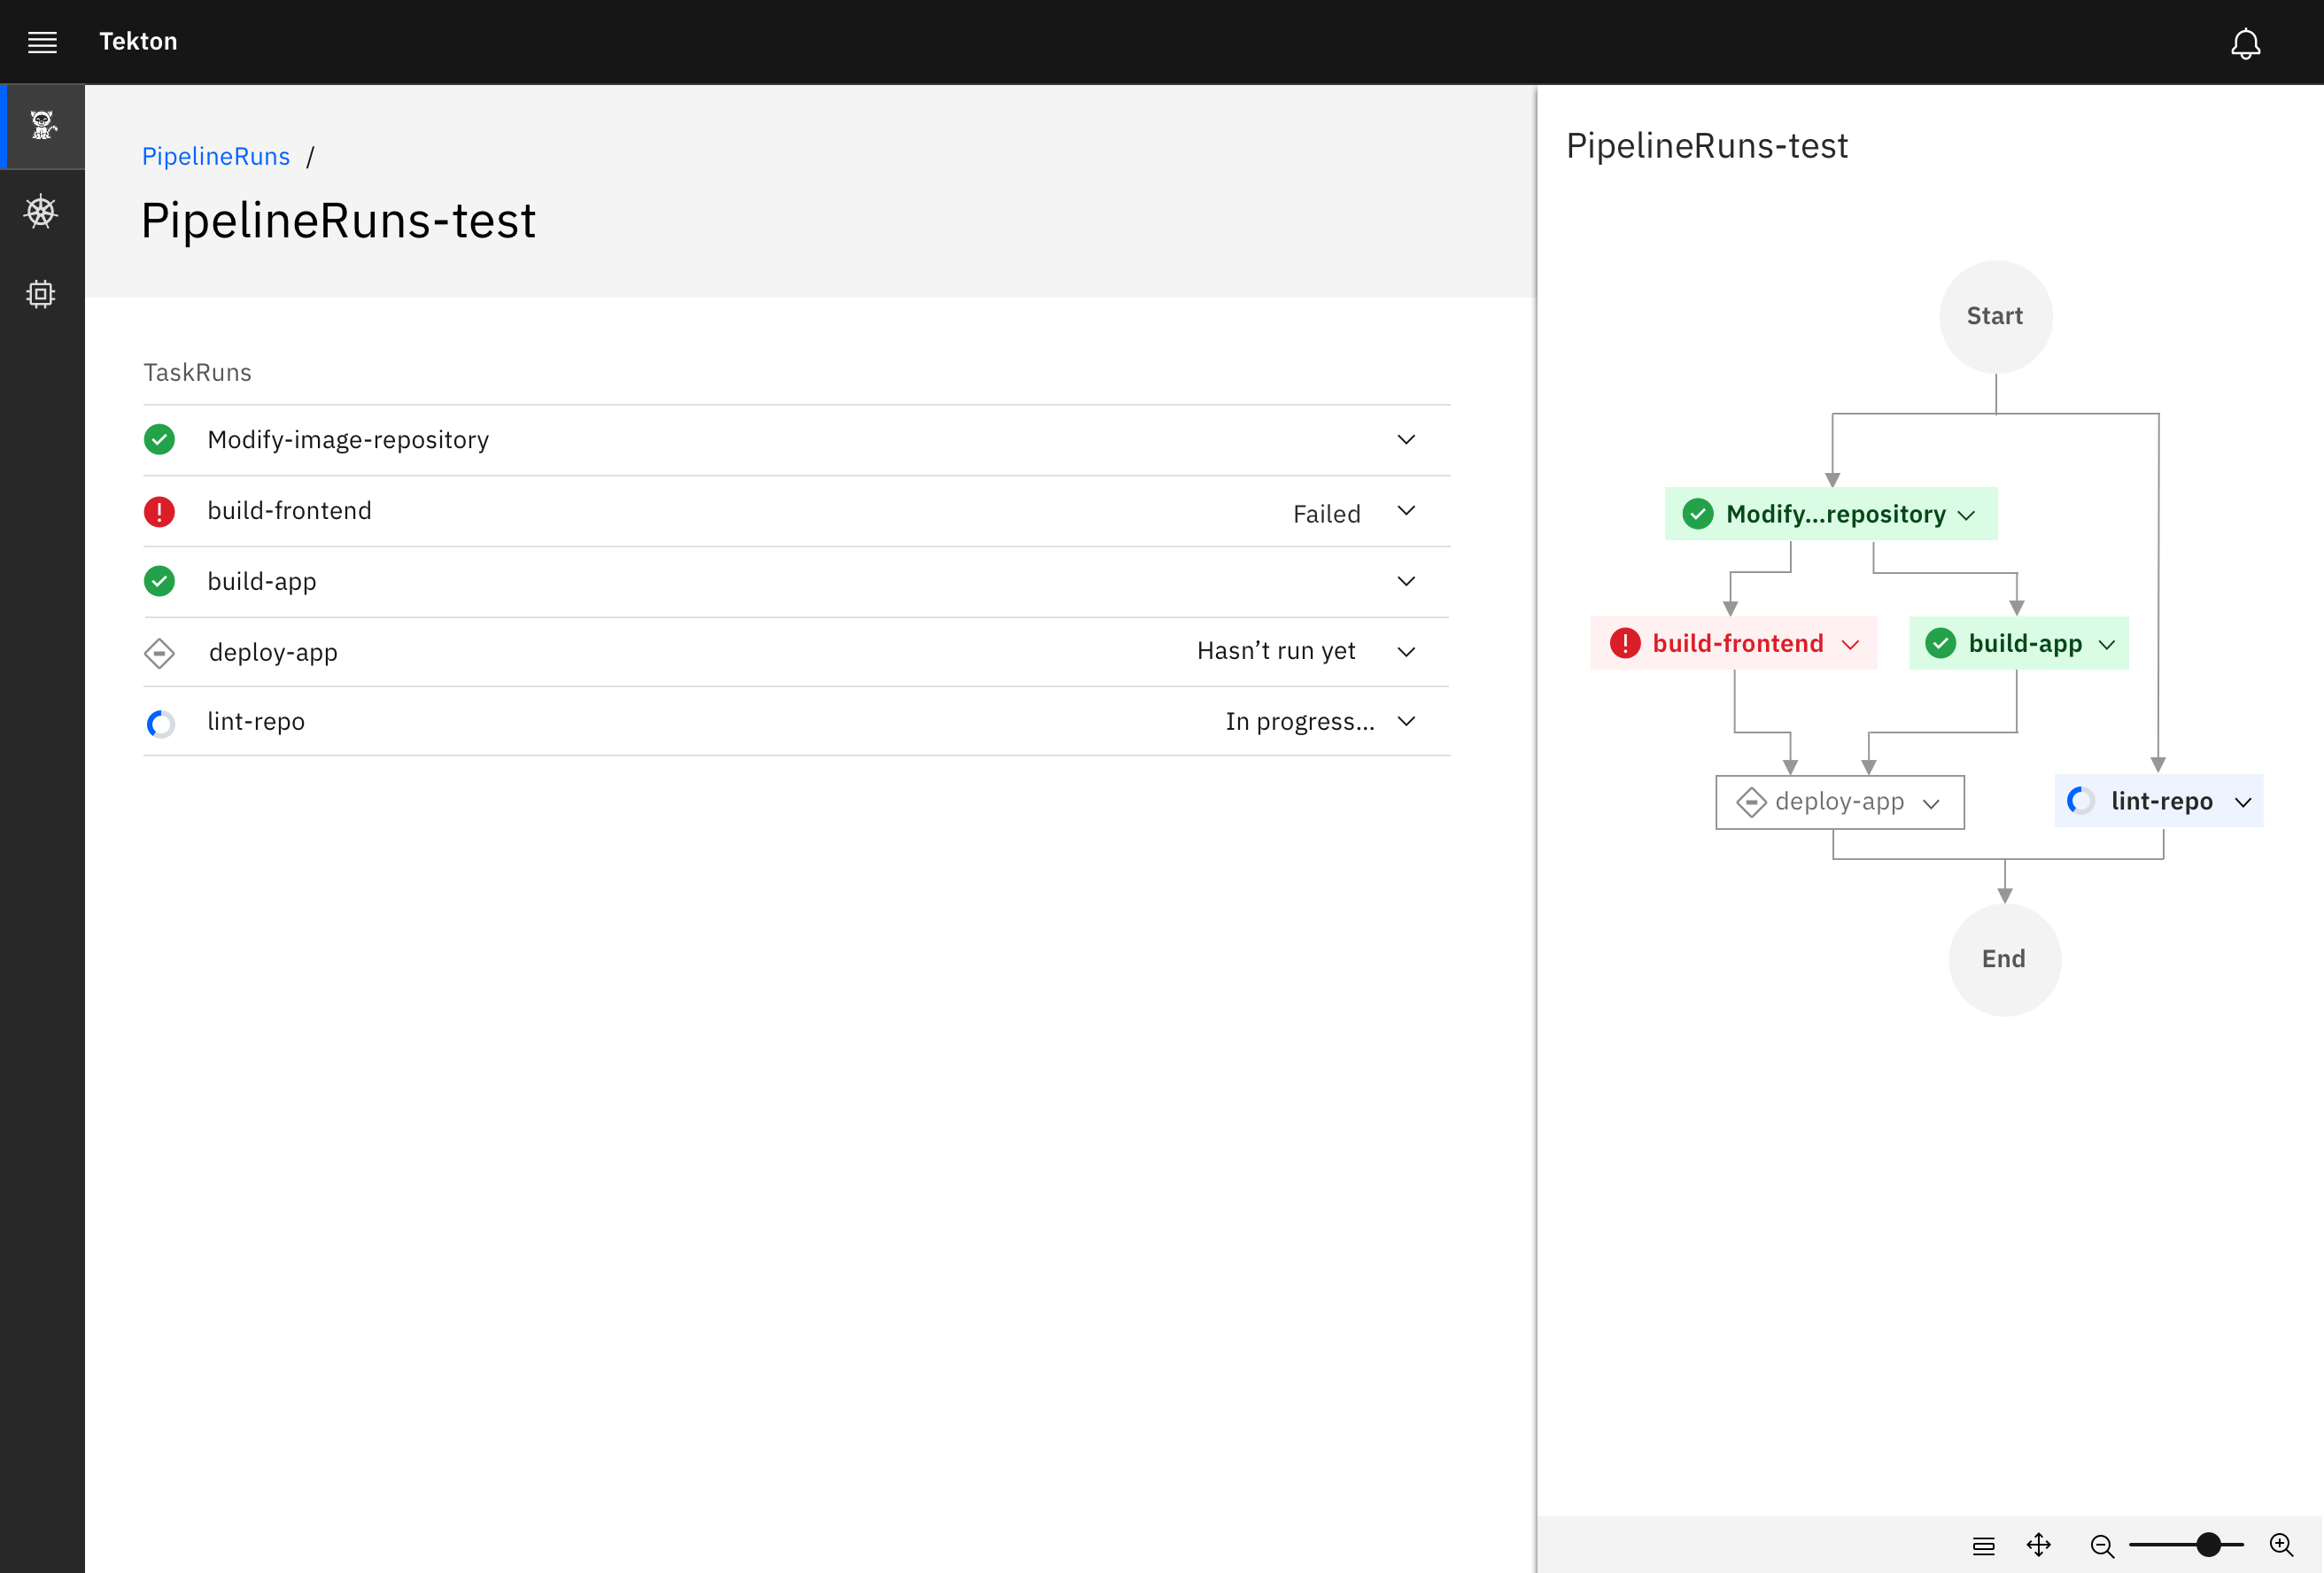 Tekton
PipelineRuns /
PipelineRuns-test
TaskRuns
Modify-image-repository
build-frontend Failed
build-app
deploy-app Hasn’t run yet
lint-repo In progress...
PipelineRuns-test
Start
Modify...repository
build-frontend build-app
deploy-app lint-repo
End